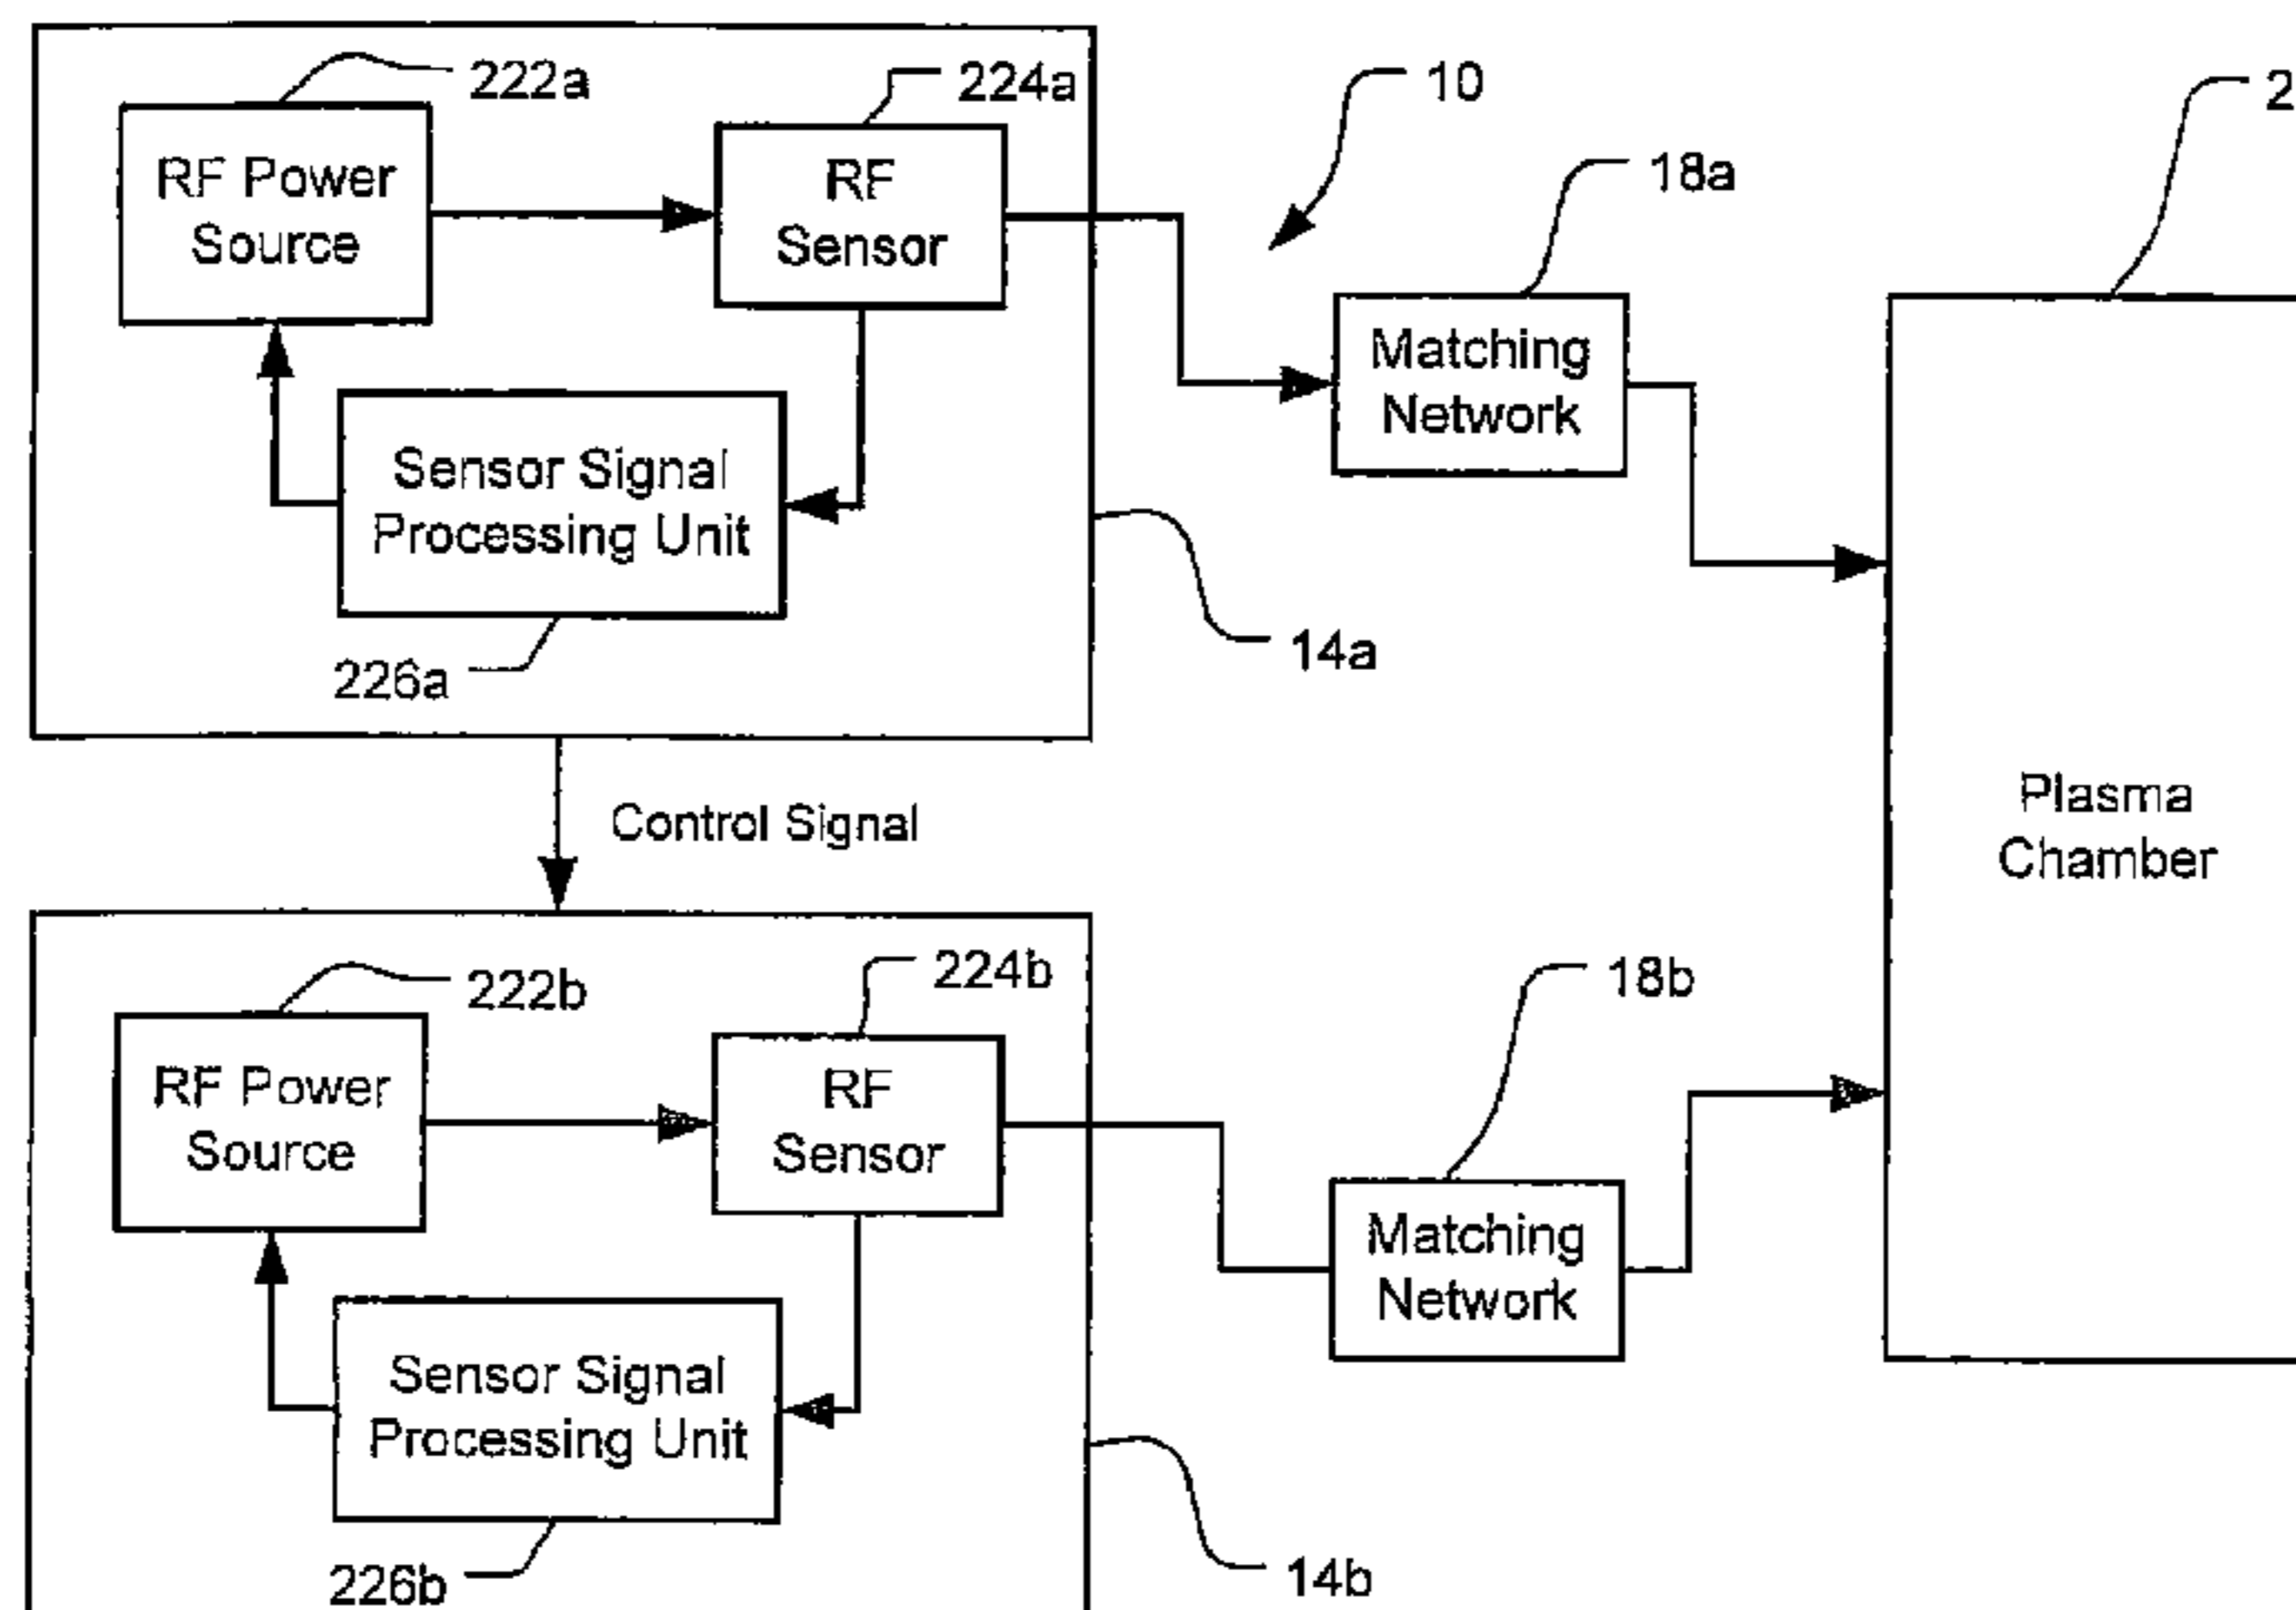 222a
224a
10
18a
2
RF Power
Source
RF
Sensor
Matching
Network
Sensor Signal
Processing Unit
226a
14a
Control Signal
Plasma
Chamber
222b
224b
18b
RF Power
Source
RF
Sensor
Matching
Network
Sensor Signal
Processing Unit
226b
14b